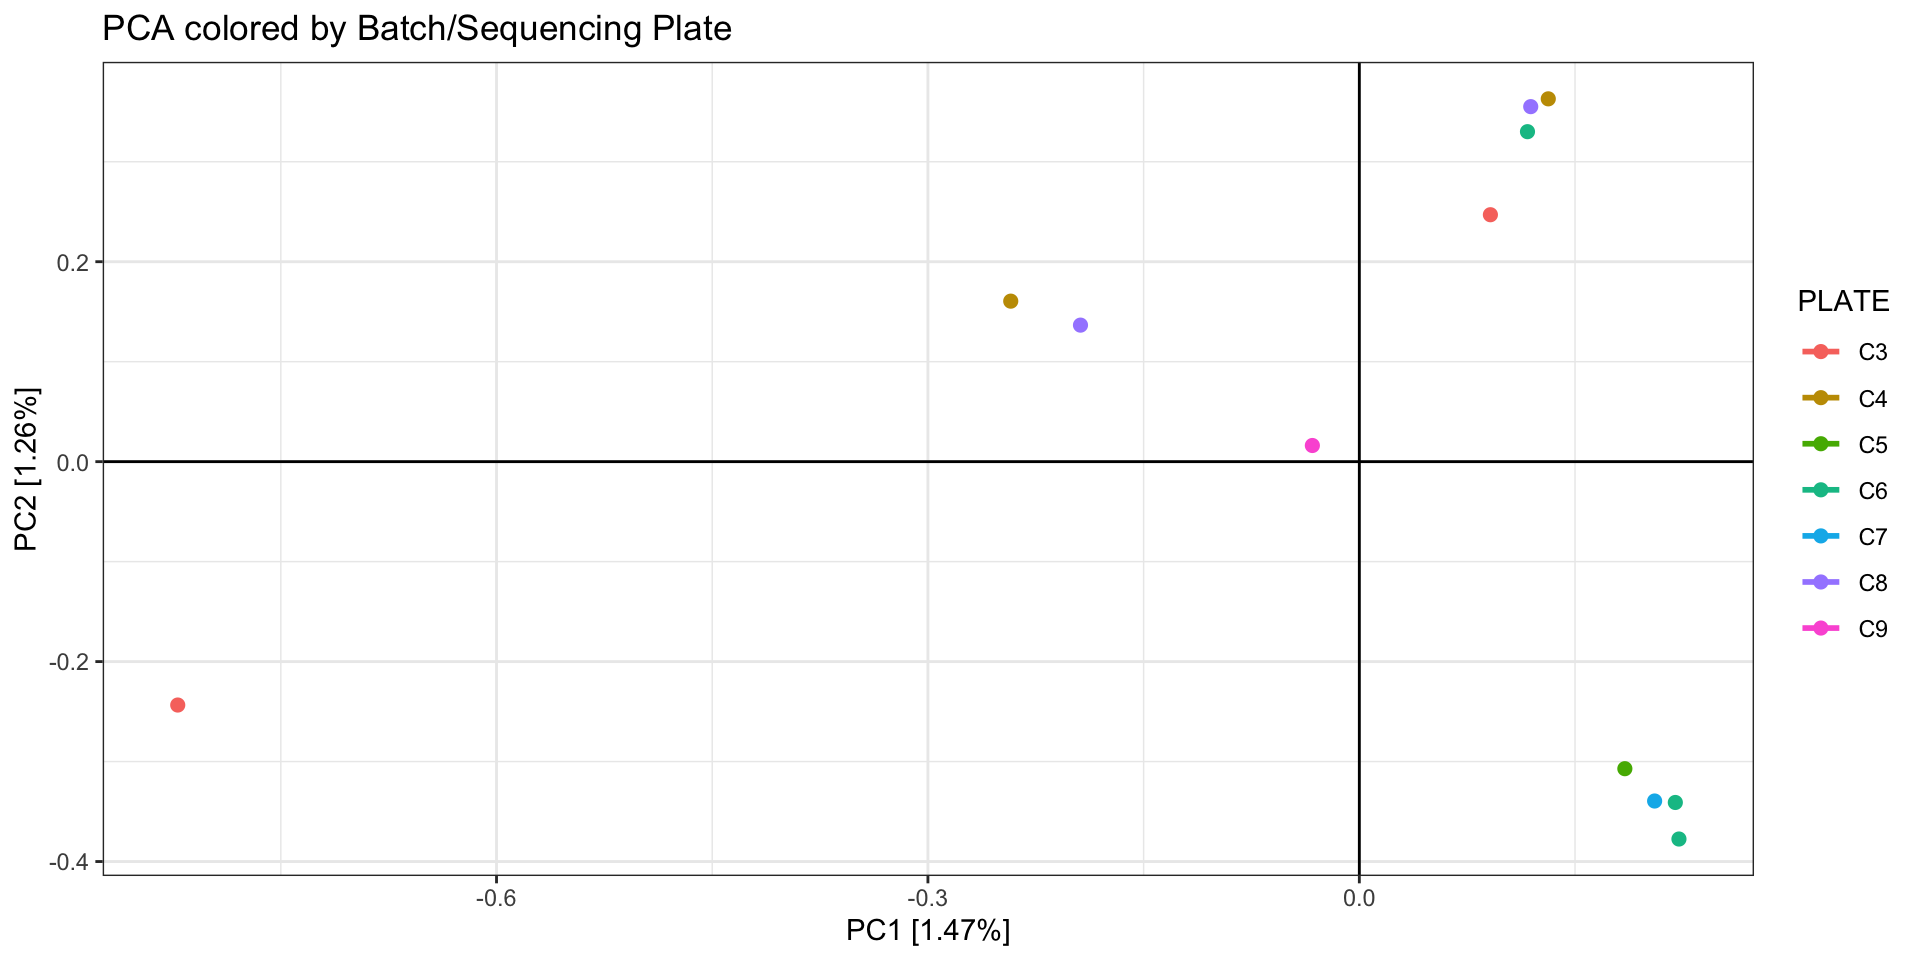 PCA colored by Batch/Sequencing Plate
PC2 [1.26%]
0.2
0.0
-0.2
-0.4
-0.6
-0.3
0.0
PC1 [1.47%]
PLATE
C3
C4
C5
C6
C7
C8
C9